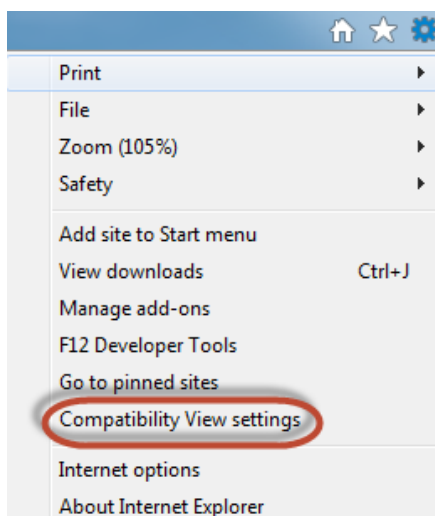 Print
File
Zoom (105%)
Safety
Add site to Start menu
View downloads Ctrl+J
Manage add-ons
F12 Developer Tools
Go to pinned sites
Compatibility View settings
Internet options
About Internet Explorer